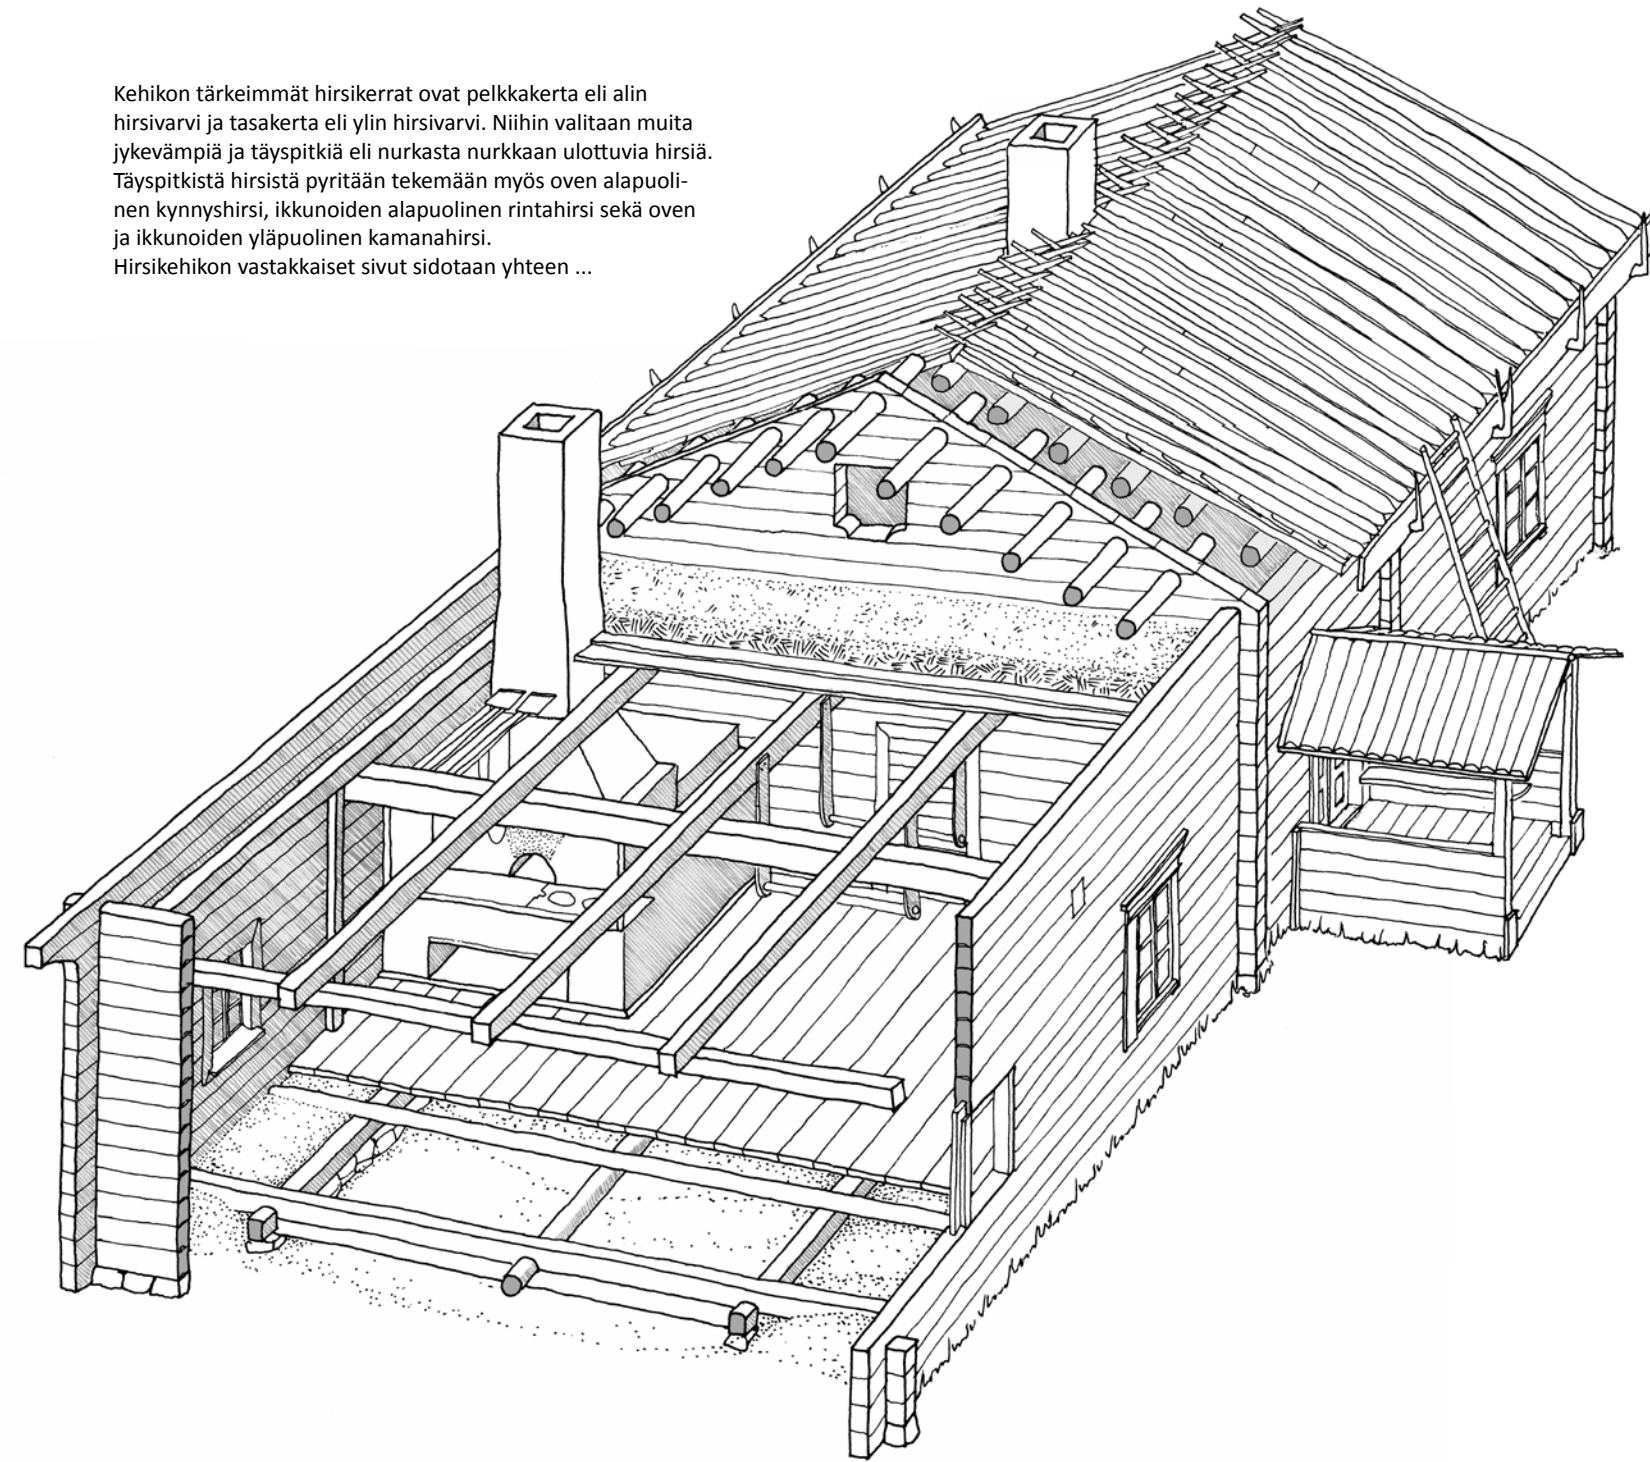 Kehikon tärkeimmät hirsikerrat ovat pelkkakerta eli alin
hirsivarvi ja tasakerta eli ylin hirsivarvi. Niihin valitaan muita
jykevämpiä ja täyspitkiä eli nurkasta nurkkaan ulottuvia hirsiä.
Täyspitkistä hirsistä pyritään tekemään myös oven alapuoli-
nen kynnyshirsi, ikkunoiden alapuolinen rintahirsi sekä oven
ja ikkunoiden yläpuolinen kamanahirsi.
Hirsikehikon vastakkaiset sivut sidotaan yhteen ...